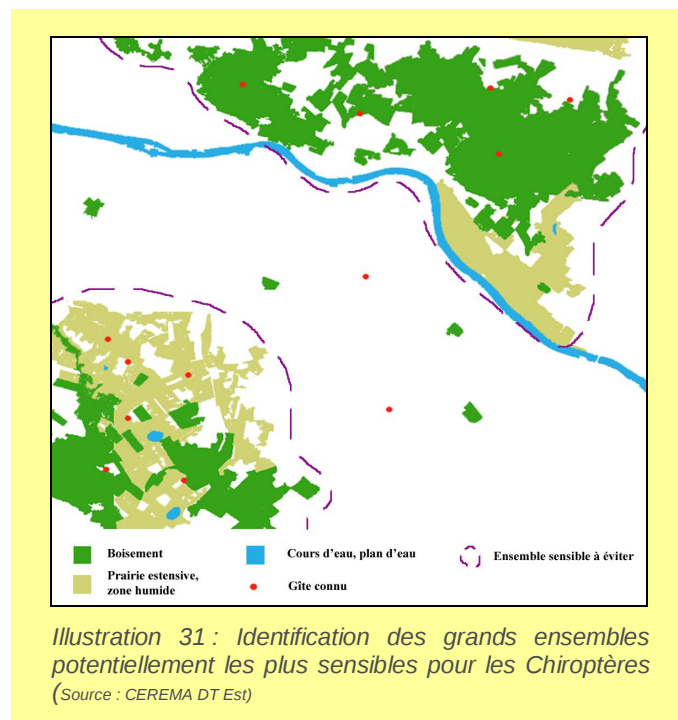 Boisement
Cours d'eau, plan d'eau
Ensemble sensible à éviter
Prairie estensive,
zone humide
Gîte connu
Illustration 31 : Identification des grands ensembles
potentiellement les plus sensibles pour les Chiroptères
(Source : CEREMA DT Est)